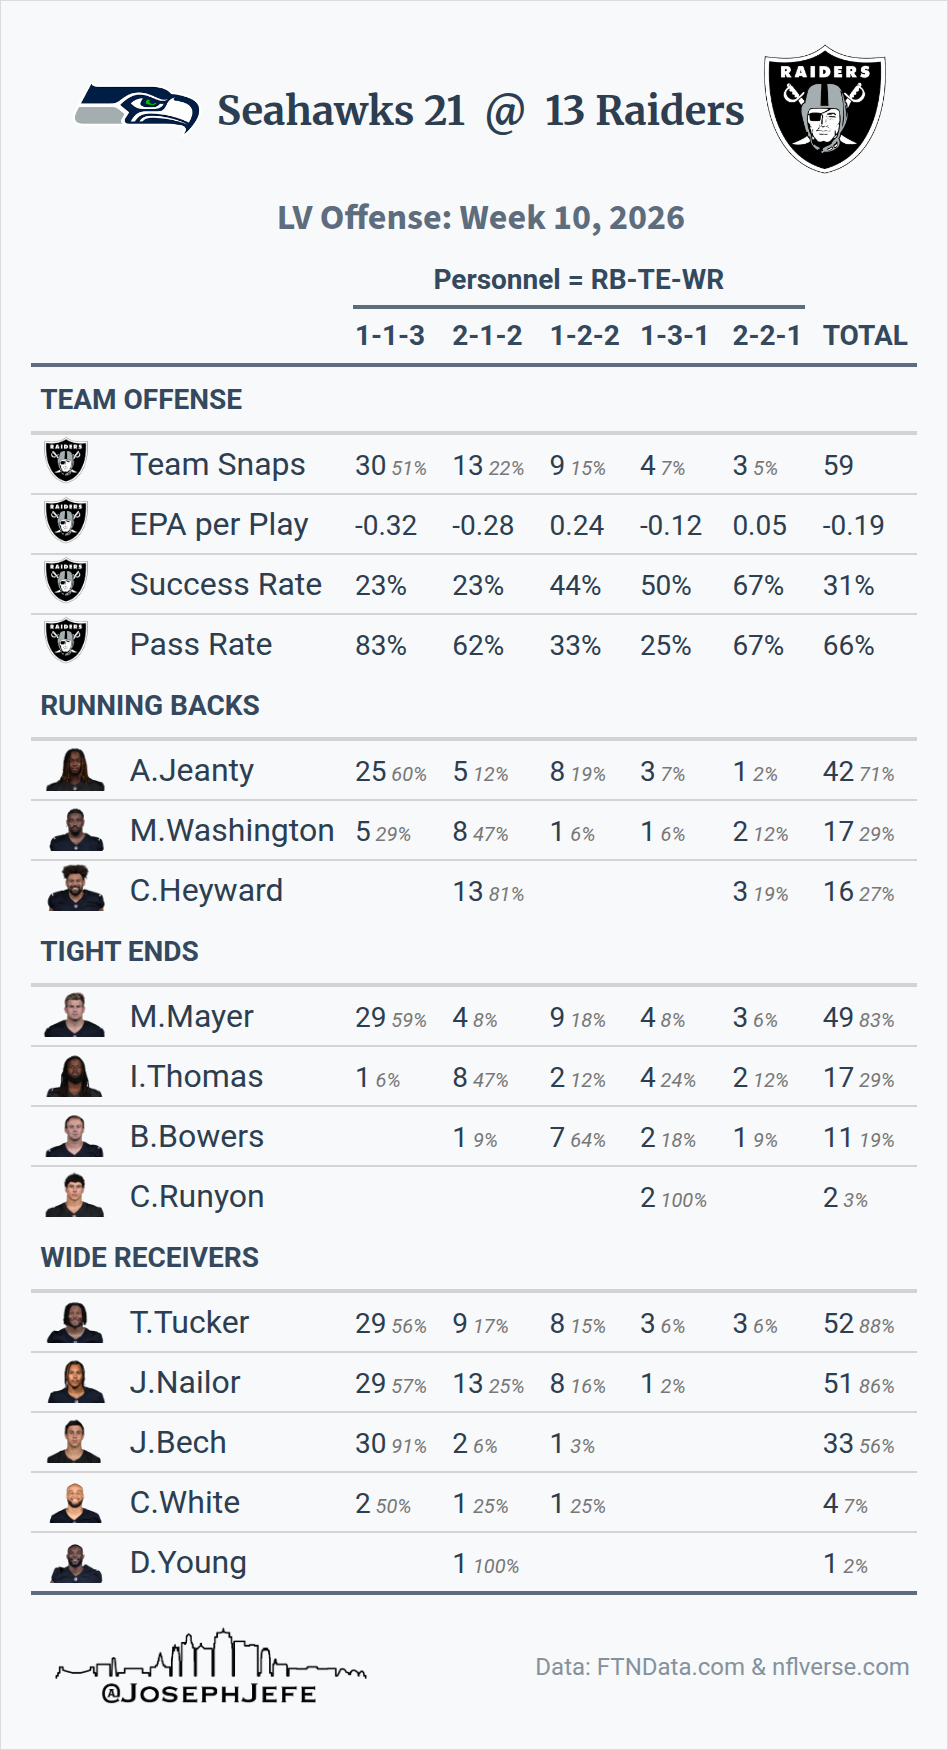 Seahawks 21 @ 13 Raiders
RAIDERS
LV Offense: Week 10, 2026
Personnel = RB-TE-WR
1-1-3 2-1-2 1-2-2 1-3-1 2-2-1 TOTAL
TEAM OFFENSE
Team Snaps 30 51% 13 22% 9 15% 4 7% 3 5% 59
EPA per Play -0.32 -0.28 0.24 -0.12 0.05 -0.19
Success Rate 23% 23% 44% 50% 67% 31%
Pass Rate 83% 62% 33% 25% 67% 66%
RUNNING BACKS
A.Jeanty 25 60% 5 12% 8 19% 3 7% 1 2% 42 71%
M.Washington 5 29% 8 47% 1 6% 1 6% 2 12% 17 29%
C.Heyward 13 81% 3 19% 16 27%
TIGHT ENDS
M.Mayer 29 59% 4 8% 9 18% 4 8% 3 6% 49 83%
I.Thomas 1 6% 8 47% 2 12% 4 24% 2 12% 17 29%
B.Bowers 1 9% 7 64% 2 18% 1 9% 11 19%
C.Runyon 2 100% 2 3%
WIDE RECEIVERS
T.Tucker 29 56% 9 17% 8 15% 3 6% 3 6% 52 88%
J.Nailor 29 57% 13 25% 8 16% 1 2% 51 86%
J.Bech 30 91% 2 6% 1 3% 33 56%
C.White 2 50% 1 25% 1 25% 4 7%
D.Young 1 100% 1 2%
@JOSEPHJEFE
Data: FTNData.com & nflverse.com